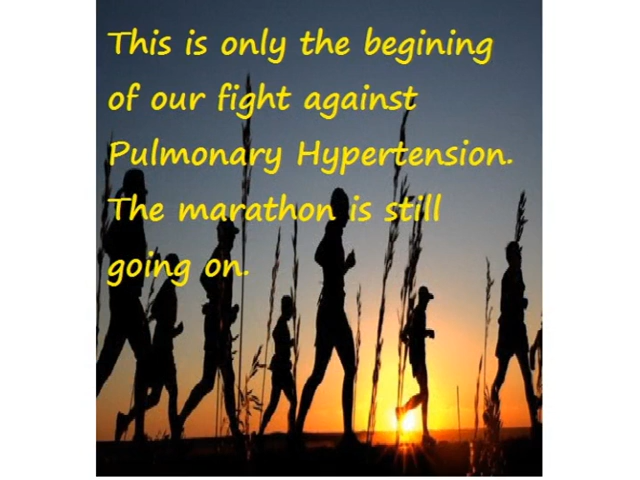 This is only the begining
of our fight against
Pulmonary Hypertension.
The marathon is still
going on.